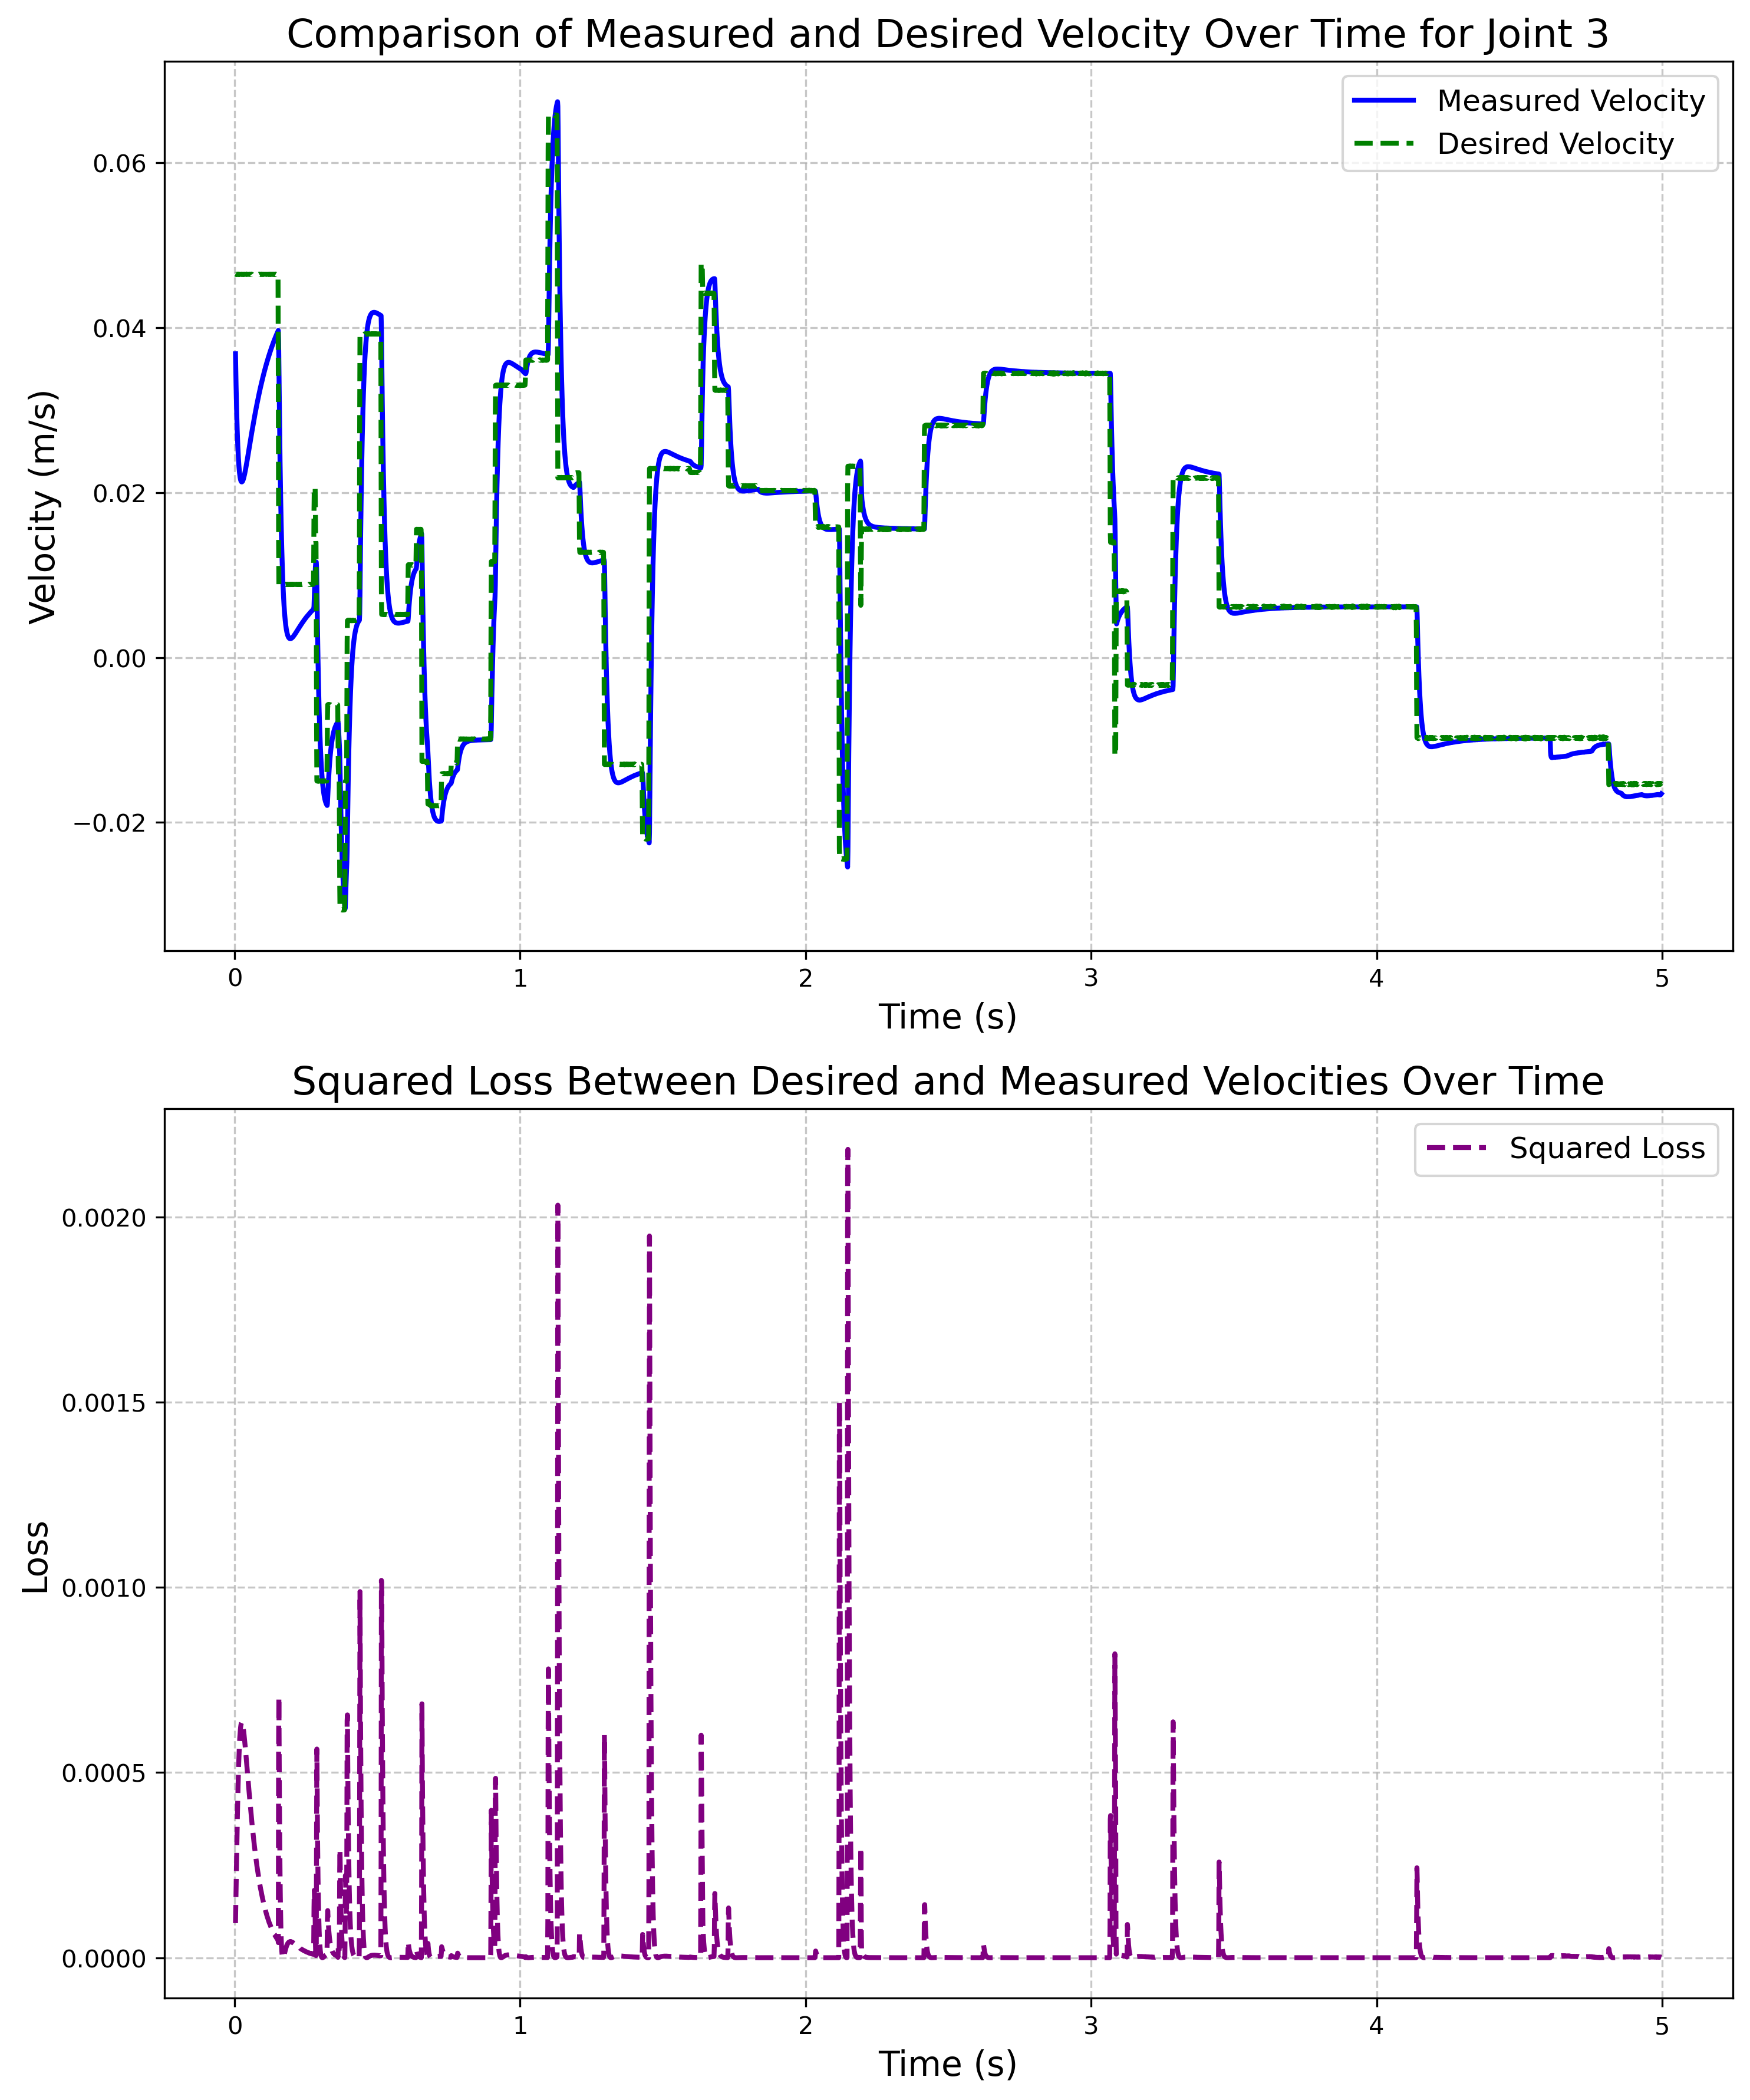 Comparison of Measured and Desired Velocity Over Time for Joint 3
Measured Velocity
Desired Velocity
0.06
0.04
0.02
0.00
−0.02
Velocity (m/s)
0 1 2 3 4 5
Time (s)
Squared Loss Between Desired and Measured Velocities Over Time
Squared Loss
0.0020
0.0015
0.0010
0.0005
0.0000
Loss
0 1 2 3 4 5
Time (s)